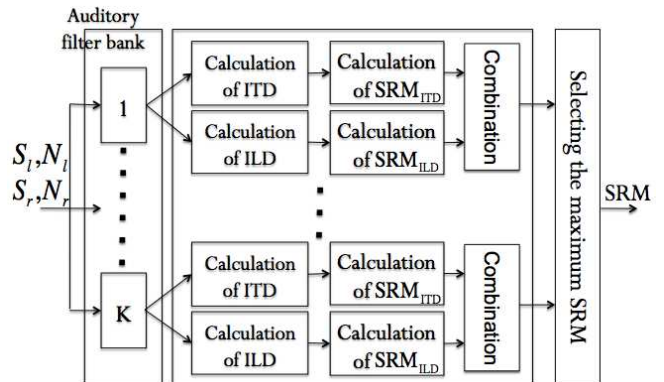 Auditory
filter bank
1
K
S_l,N_l
S_r,N_r
Calculation
of ITD
Calculation
of SRM_ITD
Calculation
of ILD
Calculation
of SRM_ILD
Combination
Calculation
of ITD
Calculation
of SRM_ITD
Calculation
of ILD
Calculation
of SRM_ILD
Combination
Selecting the maximum SRM
SRM